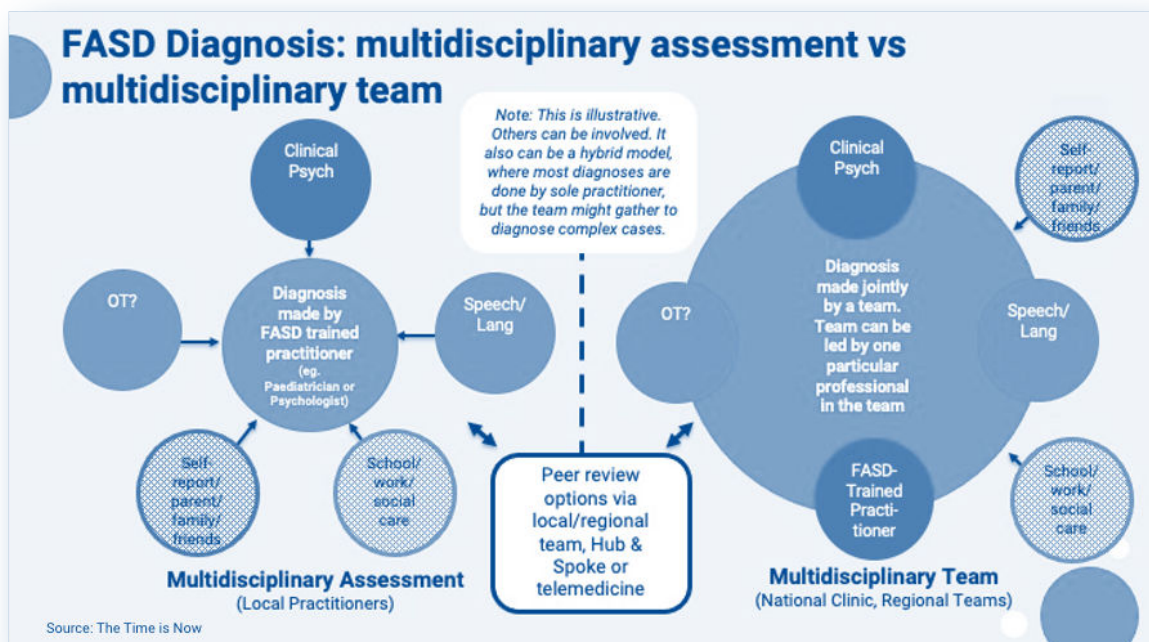 FASD Diagnosis: multidisciplinary assessment vs
multidisciplinary team
Note: This is illustrative.
Others can be involved. It
also can be a hybrid model,
where most diagnoses are
done by sole practitioner,
but the team might gather to
diagnose complex cases.
Clinical
Psych
OT?
Diagnosis
made by
FASD trained
practitioner
(eg.
Paediatrician or
Psychologist)
Speech/
Lang
Self-
report/
parent/
family/
friends
School/
work/
social
care
Multidisciplinary Assessment
(Local Practitioners)
Peer review
options via
local/regional
team, Hub &
Spoke or
telemedicine
Clinical
Psych
Self-
report/
parent/
family/
friends
OT?
Diagnosis
made jointly
by a team.
Team can be
led by one
particular
professional
in the team
Speech/
Lang
FASD-
Trained
Practi-
tioner
School/
work/
social
care
Multidisciplinary Team
(National Clinic, Regional Teams)
Source: The Time is Now